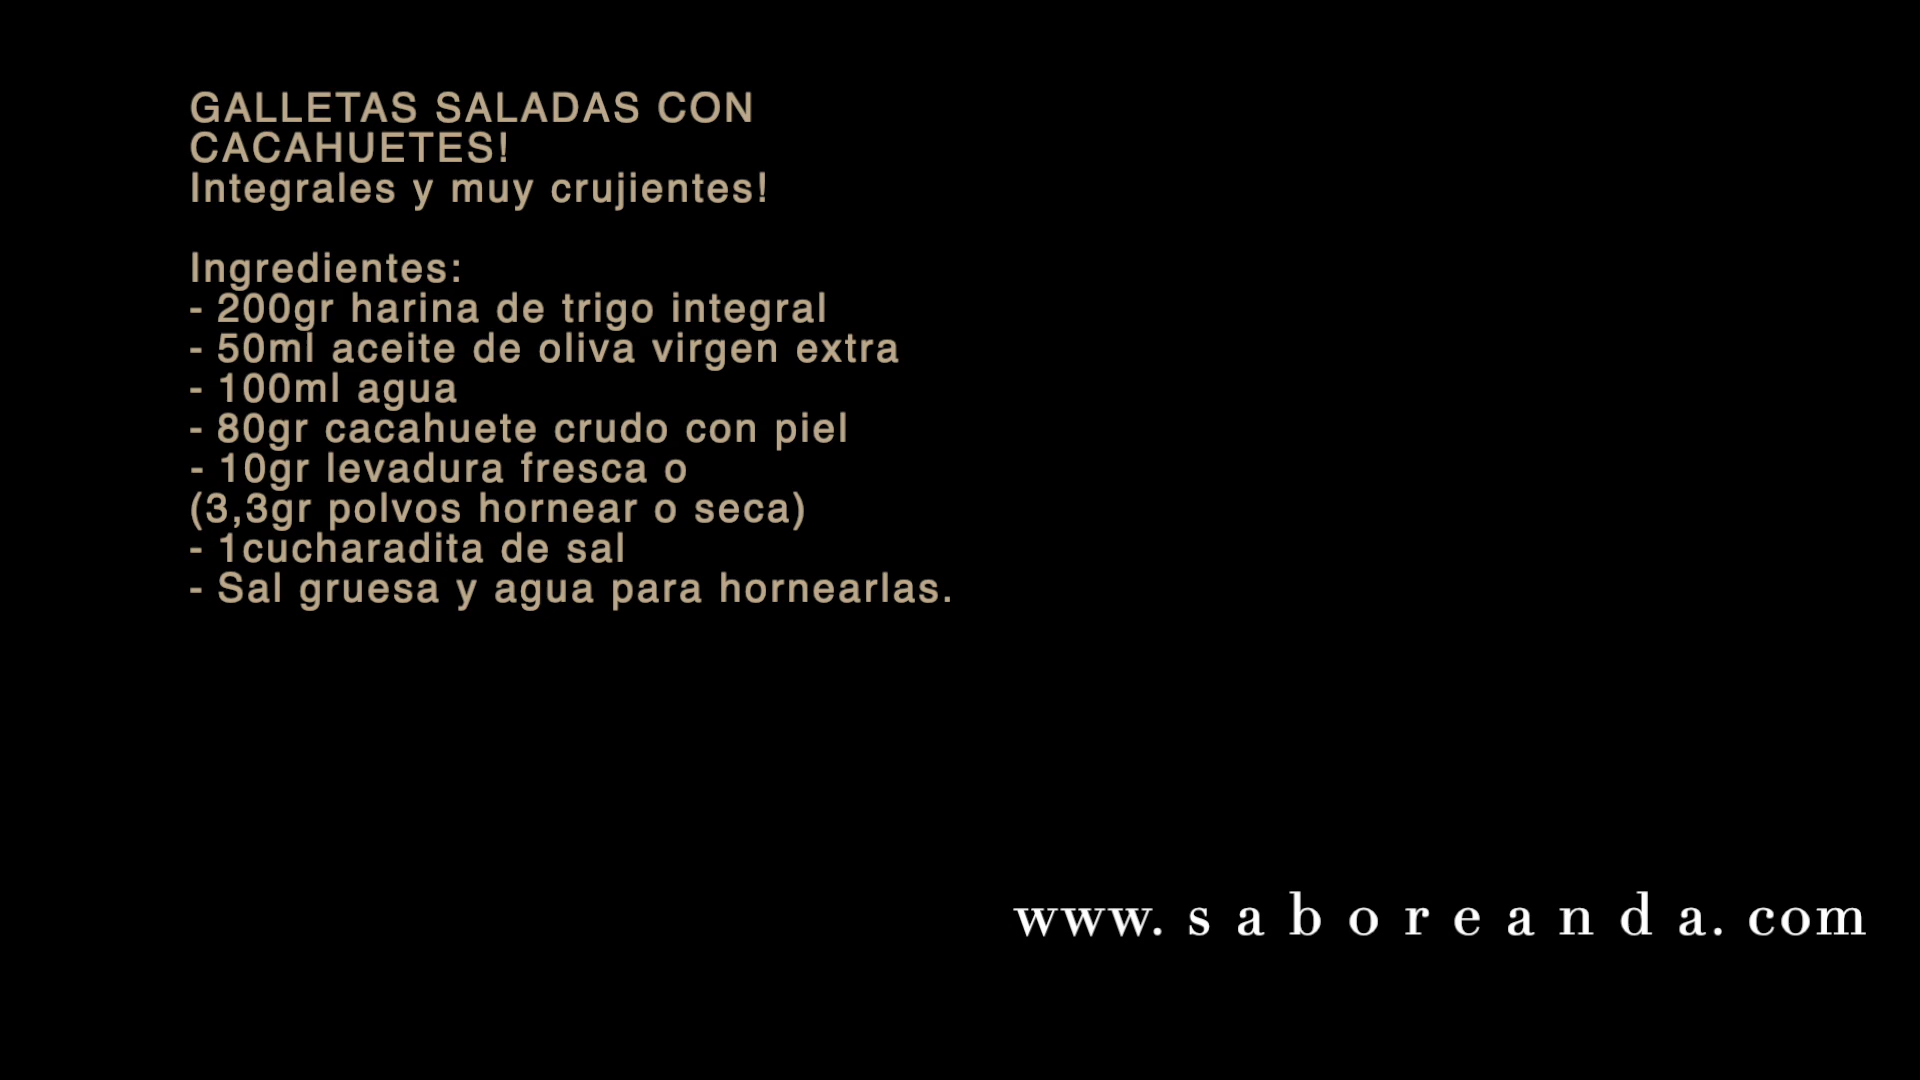 GALLETAS SALADAS CON
CACAHUETES!
Integrales y muy crujientes!
Ingredientes:
- 200gr harina de trigo integral
- 50ml aceite de oliva virgen extra
- 100ml agua
- 80gr cacahuete crudo con piel
- 10gr levadura fresca o
(3,3gr polvos hornear o seca)
- 1cucharadita de sal
- Sal gruesa y agua para hornearlas.
www. s a b o r e a n d a. com